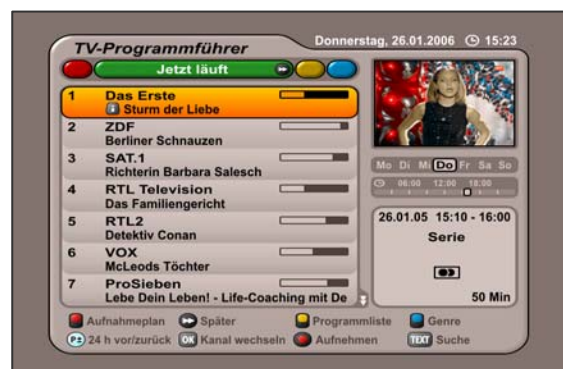 TV-Programmführer
Donnerstag, 26.01.2006 15:23
Jetzt läuft
1 Das Erste
i Sturm der Liebe
2 ZDF
Berliner Schnauzen
3 SAT.1
Richterin Barbara Salesch
4 RTL Television
Das Familiengericht
5 RTL2
Detektiv Conan
6 VOX
McLeods Töchter
7 ProSieben
Lebe Dein Leben! - Life-Coaching mit De
Mo Di Mi Do Fr Sa So
06:00 12:00 18:00
26.01.05 15:10 - 16:00
Serie
50 Min
Aufnahmeplan Später Programmliste Genre
P± 24 h vor/zurück OK Kanal wechseln Aufnehmen TEXT Suche